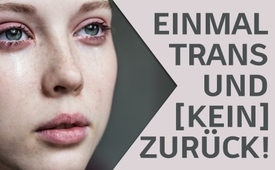 EINMAL
TRANS
UND
[KEIN]
ZURÜCK!